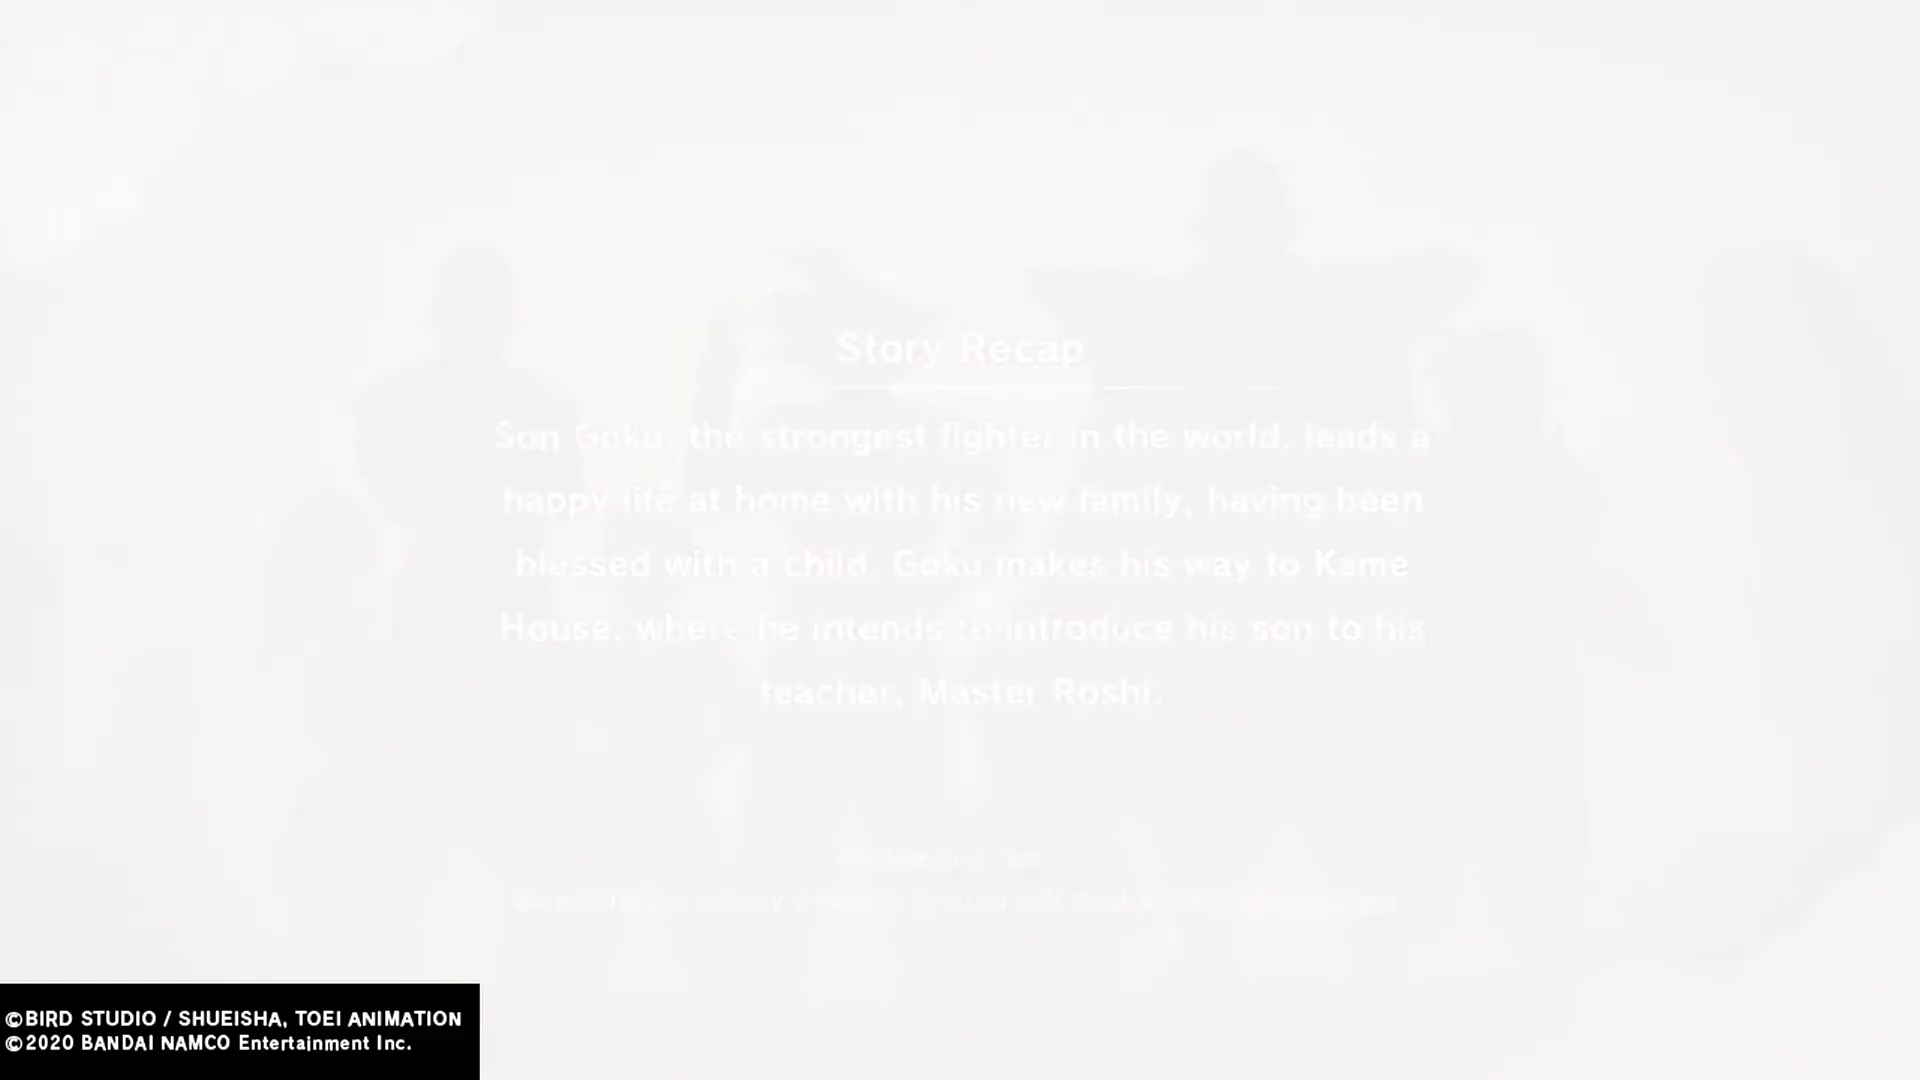 Story Recap
Son Goku, the strongest fighter in the world, leads a
happy life at home with his new family, having been
blessed with a child. Goku makes his way to Kame
House, where he intends to introduce his son to his
teacher, Master Roshi.
©BIRD STUDIO / SHUEISHA, TOEI ANIMATION
©2020 BANDAI NAMCO Entertainment Inc.